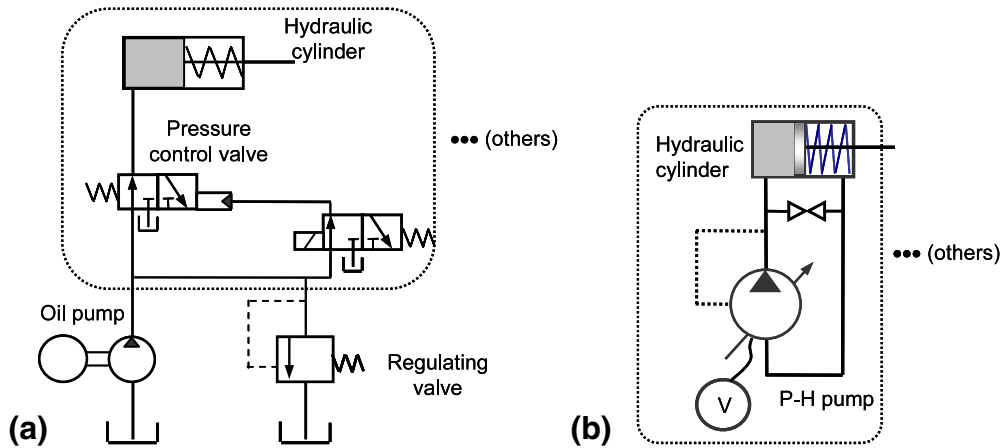 Hydraulic
cylinder
Pressure
control valve
••• (others)
Oil pump
Regulating
valve
(a)
Hydraulic
cylinder
••• (others)
P-H pump
V
(b)